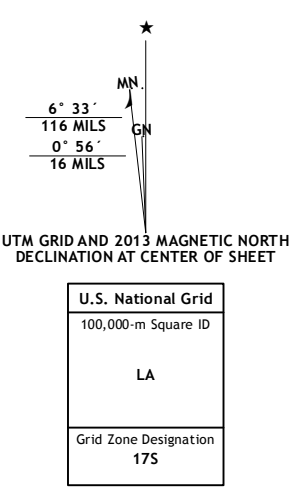 ★
MN
6° 33´
116 MILS
GN
0° 56´
16 MILS
UTM GRID AND 2013 MAGNETIC NORTH
DECLINATION AT CENTER OF SHEET
U.S. National Grid
100,000-m Square ID
LA
Grid Zone Designation
17S